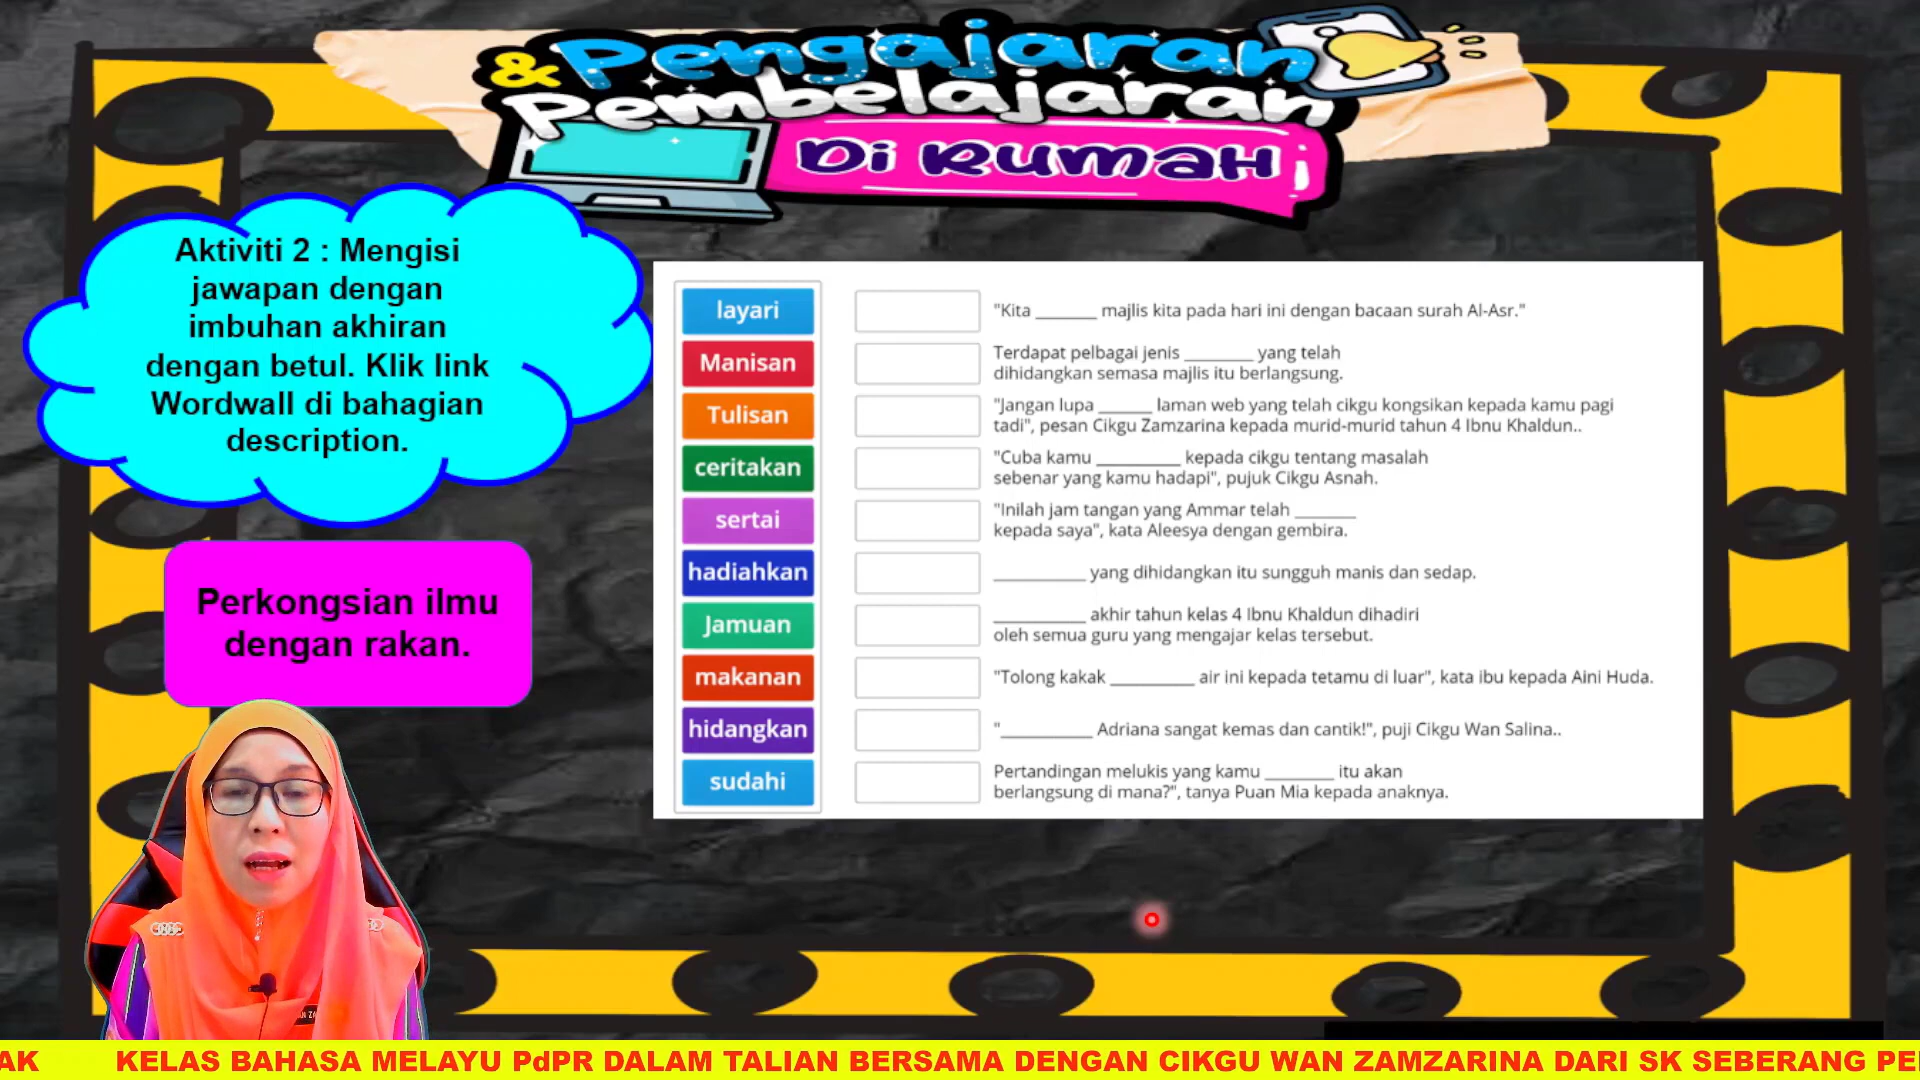 & Pengajaran
Pembelajaran
Di Rumah
Aktiviti 2 : Mengisi
jawapan dengan
imbuhan akhiran
dengan betul. Klik link
Wordwall di bahagian
description.
Perkongsian ilmu
dengan rakan.
layari
Manisan
Tulisan
ceritakan
sertai
hadiahkan
Jamuan
makanan
hidangkan
sudahi
"Kita _______ majlis kita pada hari ini dengan bacaan surah Al-Asr."
Terdapat pelbagai jenis ________ yang telah
dihidangkan semasa majlis itu berlangsung.
"Jangan lupa ______ laman web yang telah cikgu kongsikan kepada kamu pagi
tadi", pesan Cikgu Zamzarina kepada murid-murid tahun 4 Ibnu Khaldun..
"Cuba kamu __________ kepada cikgu tentang masalah
sebenar yang kamu hadapi", pujuk Cikgu Asnah.
"Inilah jam tangan yang Ammar telah _______
kepada saya", kata Aleesya dengan gembira.
___________ yang dihidangkan itu sungguh manis dan sedap.
___________ akhir tahun kelas 4 Ibnu Khaldun dihadiri
oleh semua guru yang mengajar kelas tersebut.
"Tolong kakak __________ air ini kepada tetamu di luar", kata ibu kepada Aini Huda.
"___________ Adriana sangat kemas dan cantik!", puji Cikgu Wan Salina..
Pertandingan melukis yang kamu ________ itu akan
berlangsung di mana?", tanya Puan Mia kepada anaknya.
AK KELAS BAHASA MELAYU PdPR DALAM TALIAN BERSAMA DENGAN CIKGU WAN ZAMZARINA DARI SK SEBERANG PE